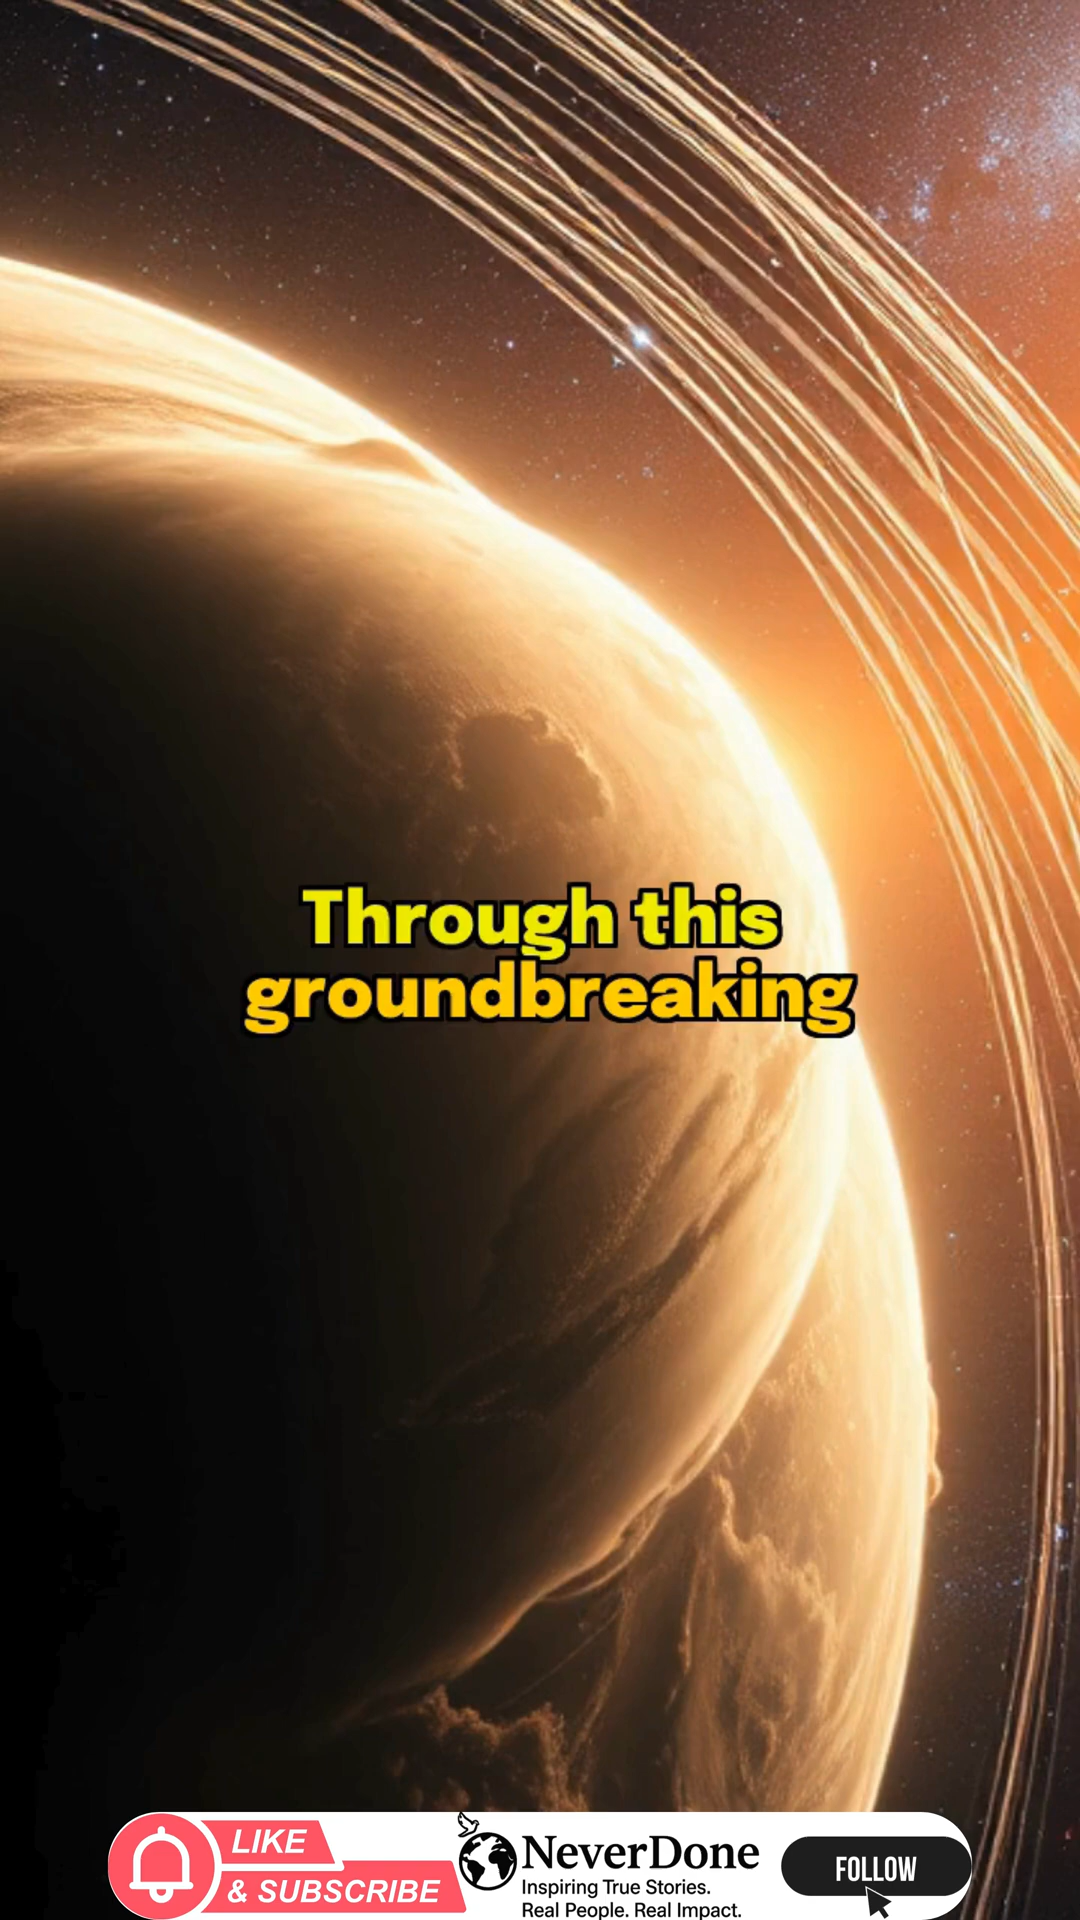 Through this
groundbreaking
LIKE
& SUBSCRIBE
NeverDone
Inspiring True Stories.
Real People. Real Impact.
FOLLOW